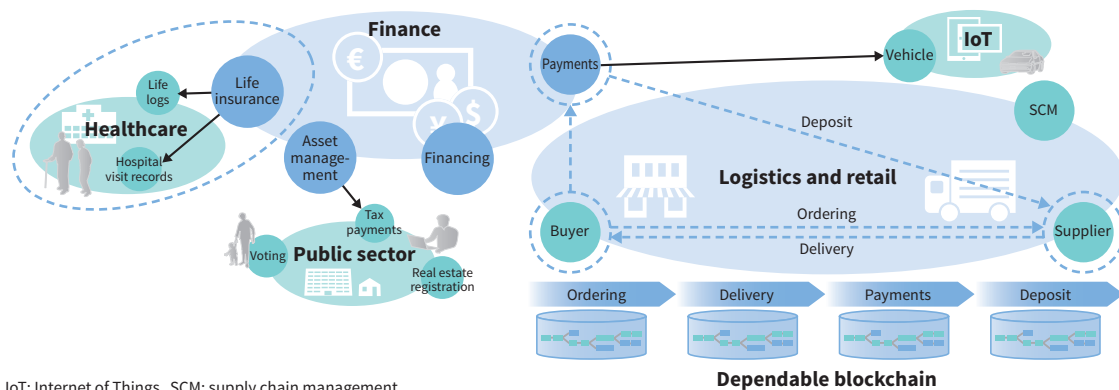 Finance
€
¥
$
Payments
Vehicle
IoT
SCM
Life
logs
Life
insurance
Healthcare
Hospital
visit records
Asset
manage-
ment
Financing
Tax
payments
Voting
Public sector
Real estate
registration
Deposit
Logistics and retail
Ordering
Delivery
Buyer
Supplier
Ordering
Delivery
Payments
Deposit
Dependable blockchain
IoT: Internet of Things, SCM: supply chain management